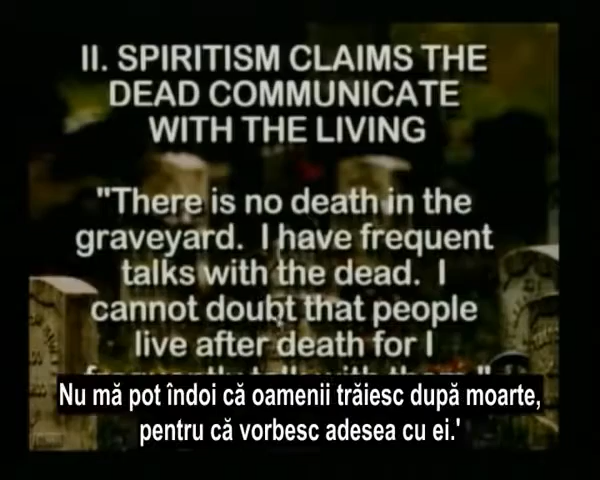 II. SPIRITISM CLAIMS THE
DEAD COMMUNICATE
WITH THE LIVING
"There is no death in the
graveyard. I have frequent
talks with the dead. I
cannot doubt that people
live after death for I
Nu mă pot îndoi că oamenii trăiesc după moarte,
pentru că vorbesc adesea cu ei.'